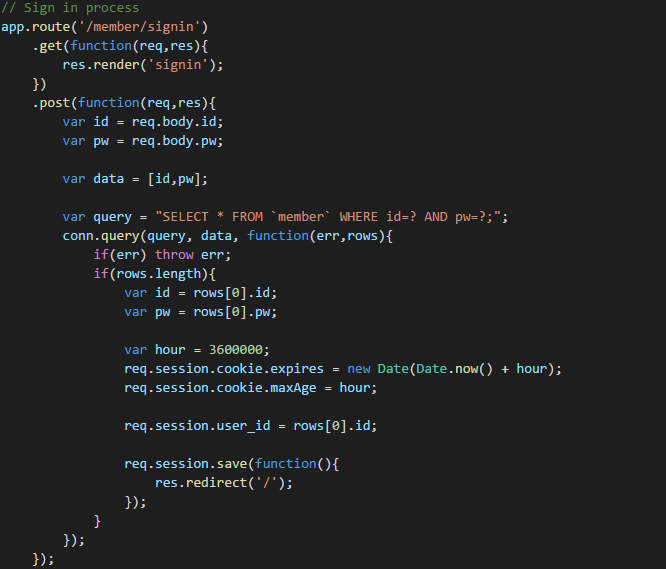 // Sign in process
app.route('/member/signin')
    .get(function(req,res){
        res.render('signin');
    })
    .post(function(req,res){
        var id = req.body.id;
        var pw = req.body.pw;

        var data = [id,pw];

        var query = "SELECT * FROM `member` WHERE id=? AND pw=?;";
        conn.query(query, data, function(err,rows){
            if(err) throw err;
            if(rows.length){
                var id = rows[0].id;
                var pw = rows[0].pw;

                var hour = 3600000;
                req.session.cookie.expires = new Date(Date.now() + hour);
                req.session.cookie.maxAge = hour;

                req.session.user_id = rows[0].id;

                req.session.save(function(){
                    res.redirect('/');
                });
            }
        });
    });